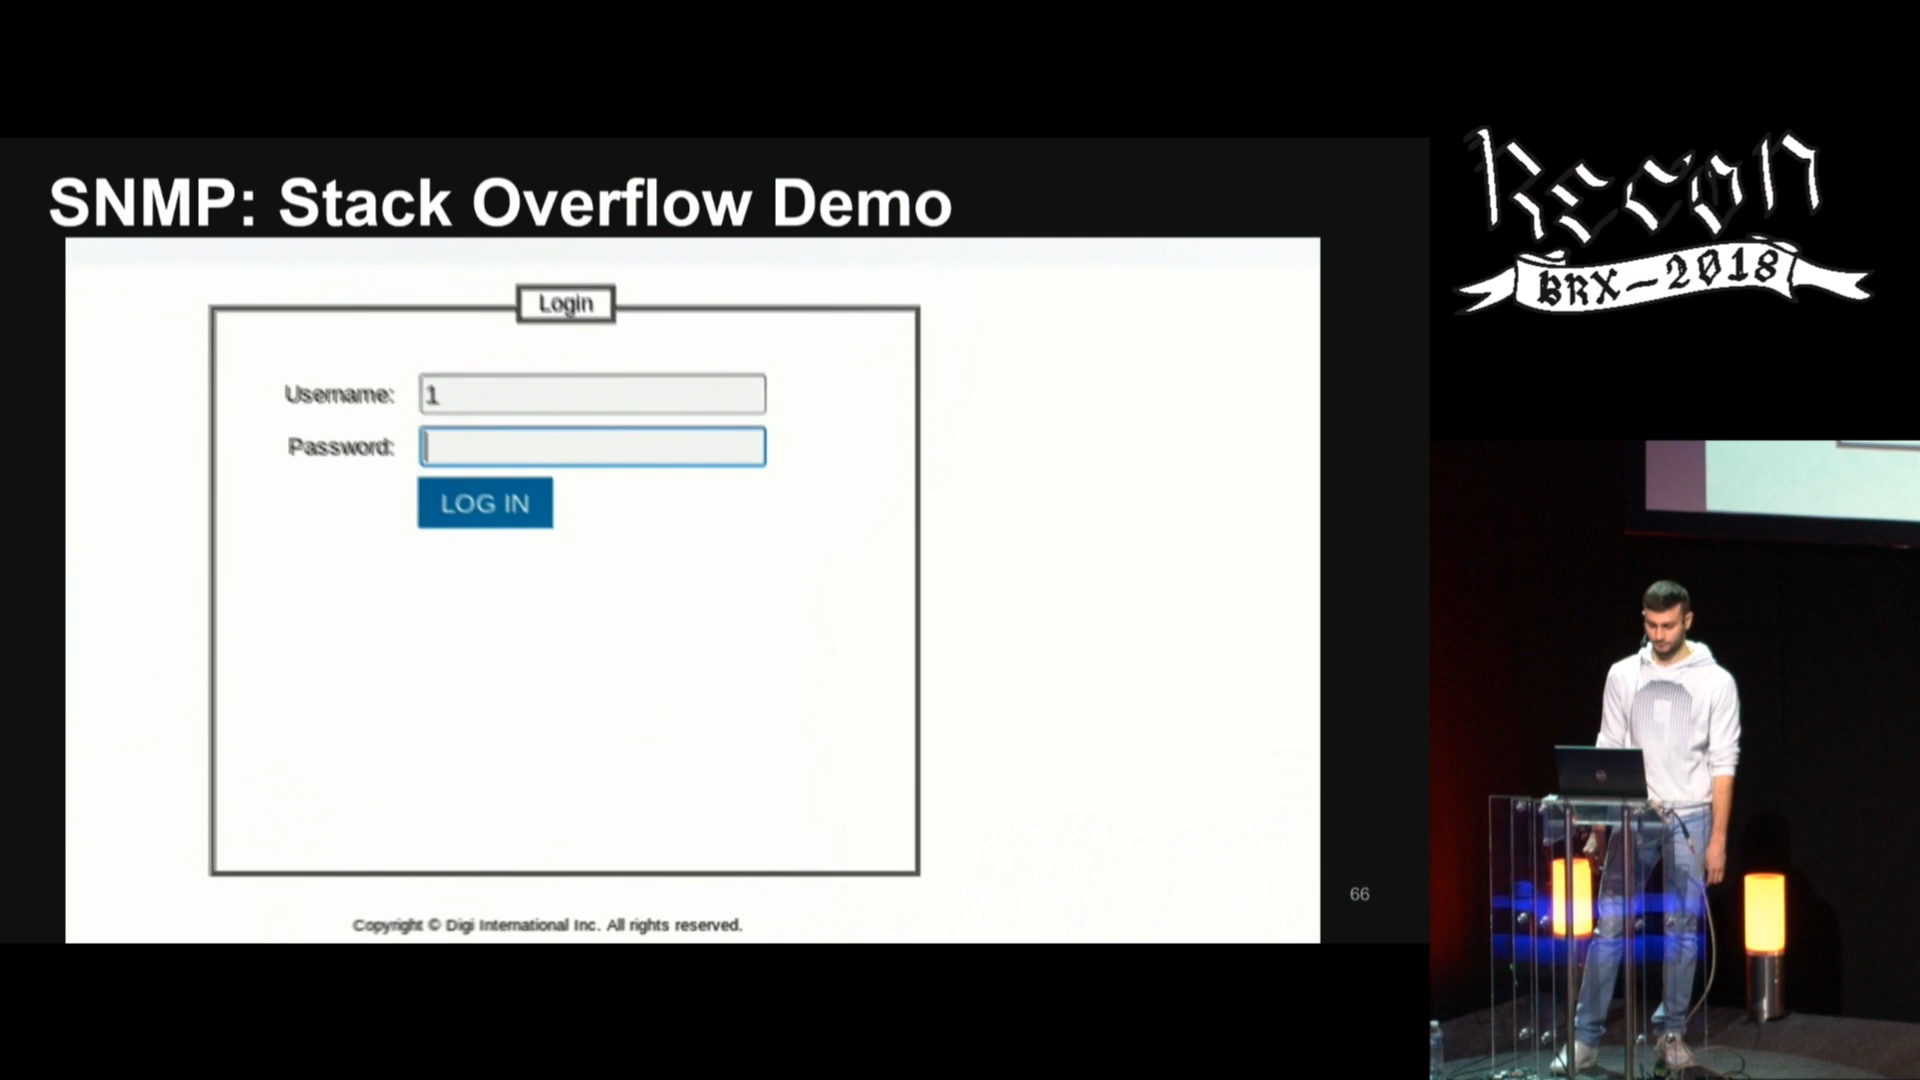 SNMP: Stack Overflow Demo
Login
Username: 1
Password:
LOG IN
Copyright © Digi International Inc. All rights reserved.
66
Recon
BRX-2018